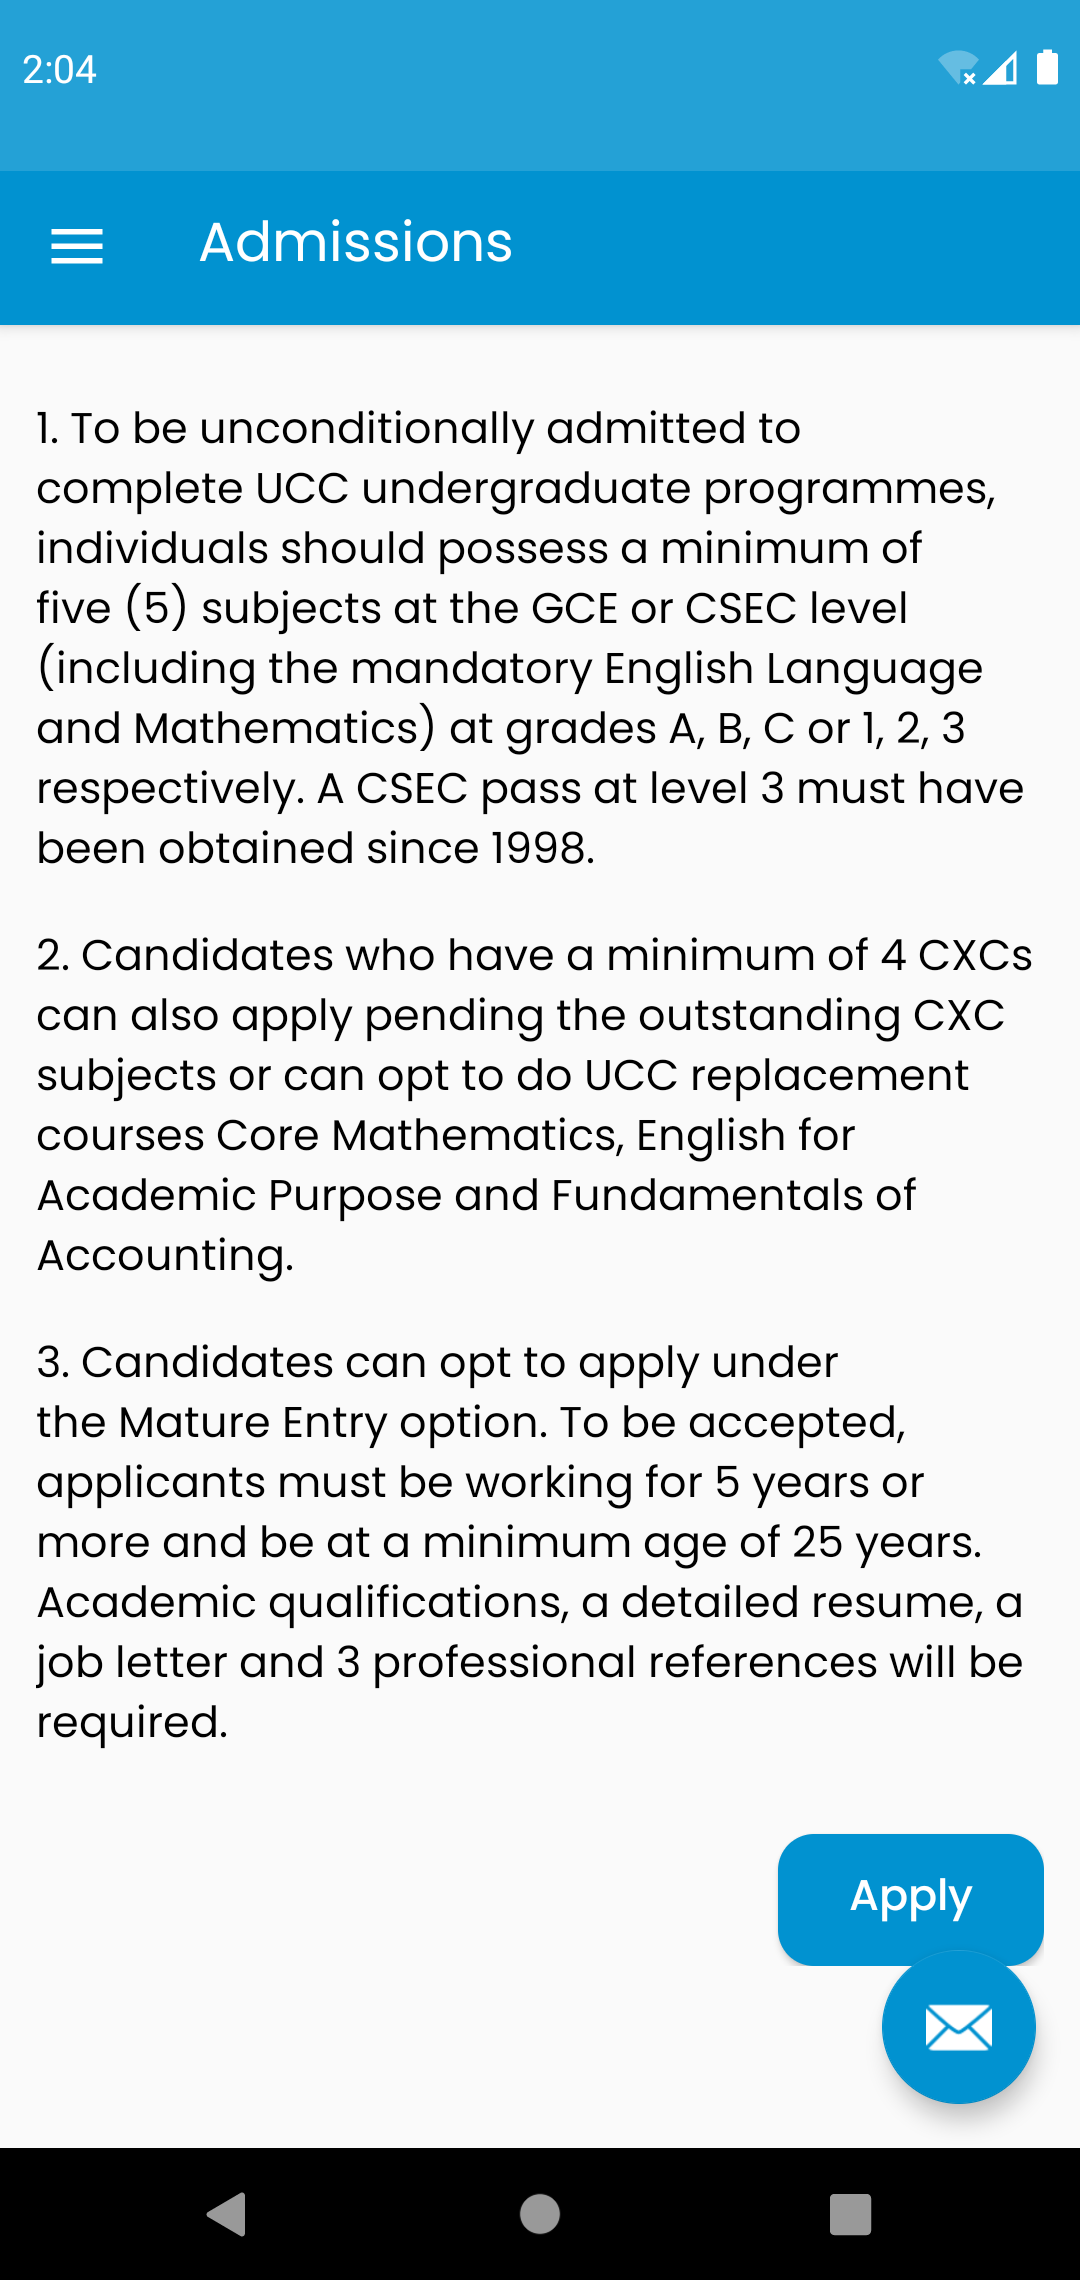 2:04
Admissions
1. To be unconditionally admitted to
complete UCC undergraduate programmes,
individuals should possess a minimum of
five (5) subjects at the GCE or CSEC level
(including the mandatory English Language
and Mathematics) at grades A, B, C or 1, 2, 3
respectively. A CSEC pass at level 3 must have
been obtained since 1998.
2. Candidates who have a minimum of 4 CXCs
can also apply pending the outstanding CXC
subjects or can opt to do UCC replacement
courses Core Mathematics, English for
Academic Purpose and Fundamentals of
Accounting.
3. Candidates can opt to apply under
the Mature Entry option. To be accepted,
applicants must be working for 5 years or
more and be at a minimum age of 25 years.
Academic qualifications, a detailed resume, a
job letter and 3 professional references will be
required.
Apply